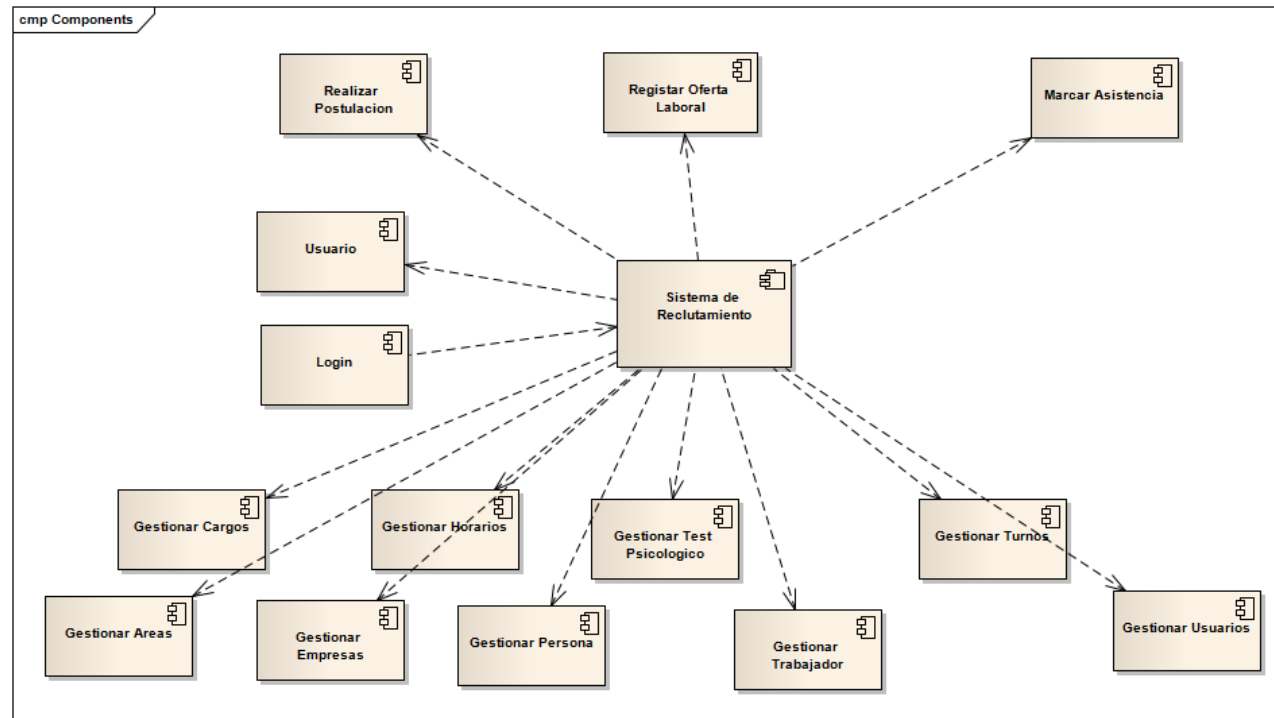 cmp Components
Realizar
Postulacion
Registar Oferta
Laboral
Marcar Asistencia
Usuario
Sistema de
Reclutamiento
Login
Gestionar Cargos
Gestionar Horarios
Gestionar Test
Psicologico
Gestionar Turnos
Gestionar Areas
Gestionar
Empresas
Gestionar Persona
Gestionar
Trabajador
Gestionar Usuarios